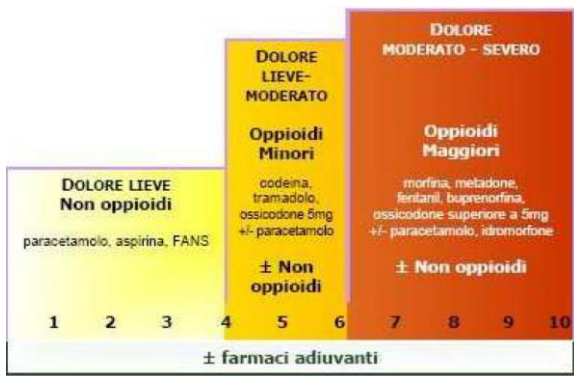 DOLORE LIEVE
Non oppioidi
paracetamolo, aspirina, FANS
DOLORE
LIEVE-
MODERATO
Oppioidi
Minori
codeina,
tramadolo,
ossicodone 5mg
+/- paracetamolo
± Non
oppioidi
DOLORE
MODERATO - SEVERO
Oppioidi
Maggiori
morfina, metadone,
fentanil, buprenorfina,
ossicodone superiore a 5mg
+/- paracetamolo, idromorfone
± Non oppioidi
1 2 3 4 5 6 7 8 9 10
± farmaci adiuvanti